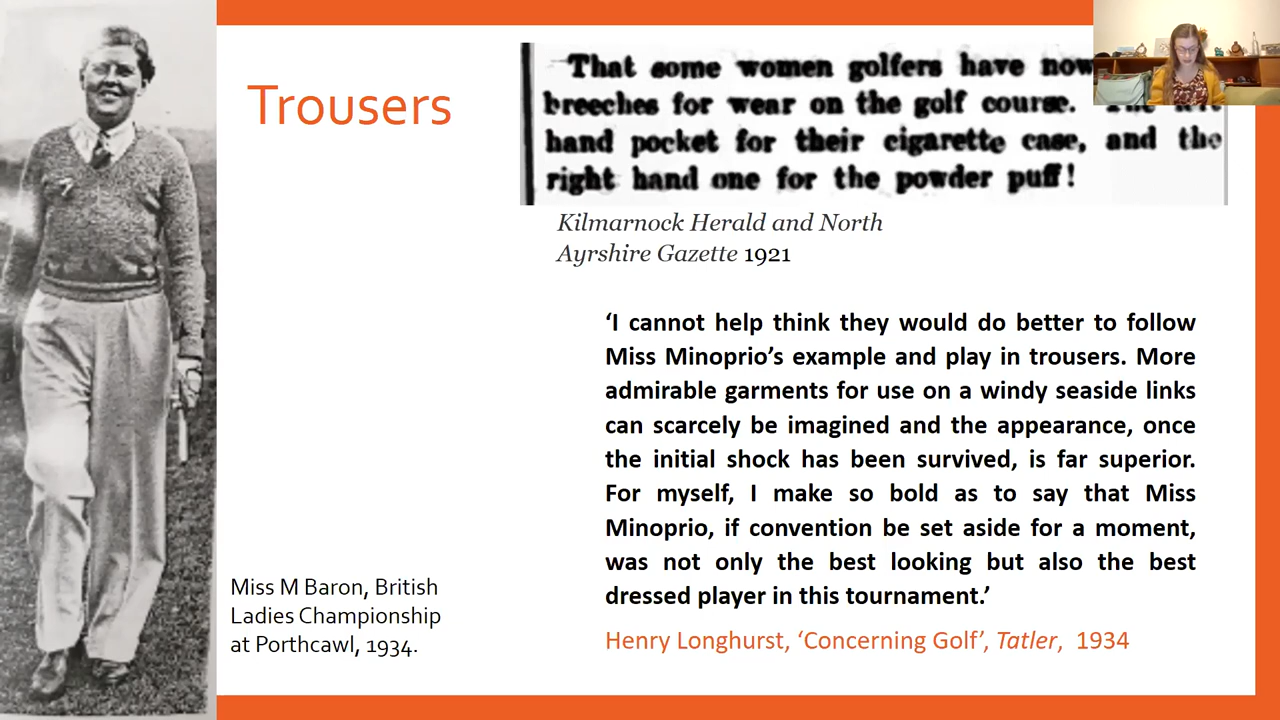 Trousers
That some women golfers have now
breeches for wear on the golf course.
hand pocket for their cigarette case, and the
right hand one for the powder puff!
Kilmarnock Herald and North
Ayrshire Gazette 1921
‘I cannot help think they would do better to follow
Miss Minoprio’s example and play in trousers. More
admirable garments for use on a windy seaside links
can scarcely be imagined and the appearance, once
the initial shock has been survived, is far superior.
For myself, I make so bold as to say that Miss
Minoprio, if convention be set aside for a moment,
was not only the best looking but also the best
dressed player in this tournament.’
Henry Longhurst, ‘Concerning Golf’, Tatler, 1934
Miss M Baron, British
Ladies Championship
at Porthcawl, 1934.